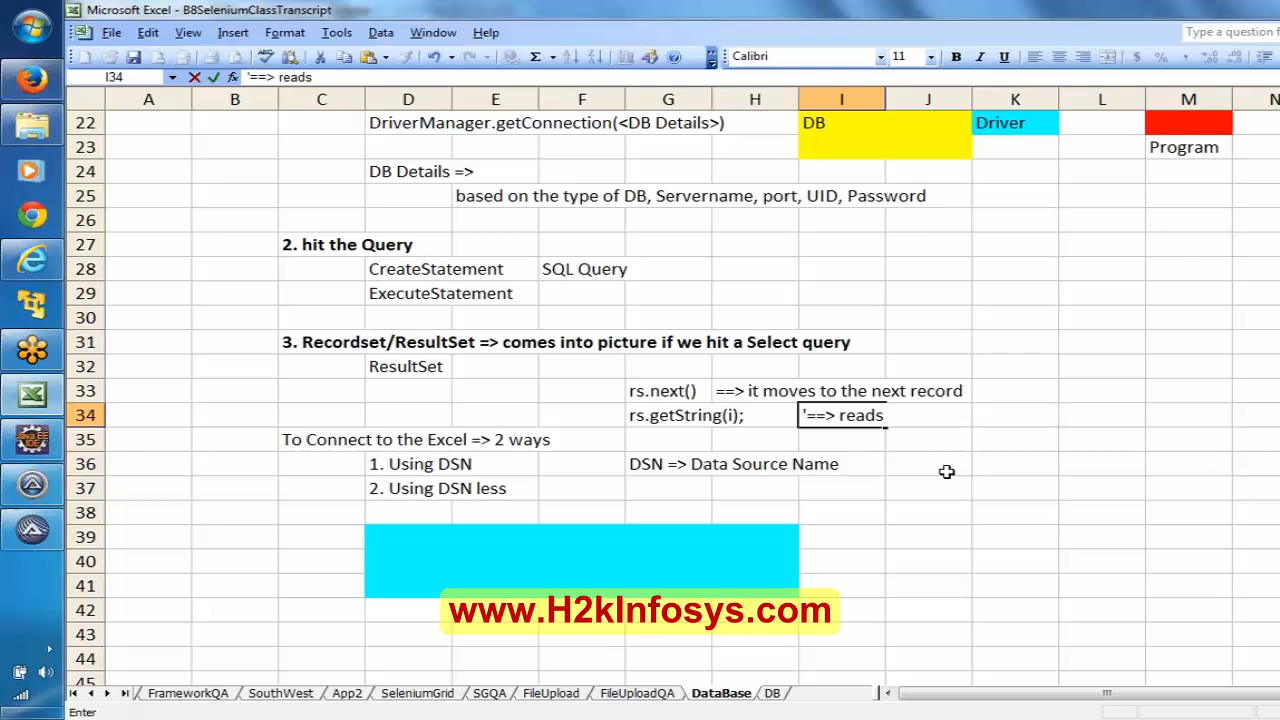 Microsoft Excel - B8SeleniumClassTranscript
File Edit View Insert Format Tools Data Window Help
Type a question f
Calibri 11 B I U
I34 '==> reads
A B C D E F G H I J K L M N
22 DriverManager.getConnection(<DB Details>) DB Driver
23 Program
24 DB Details =>
25 based on the type of DB, Servername, port, UID, Password
26
27 2. hit the Query
28 CreateStatement SQL Query
29 ExecuteStatement
30
31 3. Recordset/ResultSet => comes into picture if we hit a Select query
32 ResultSet
33 rs.next() ==> it moves to the next record
34 rs.getString(i); '==> reads
35 To Connect to the Excel => 2 ways
36 1. Using DSN DSN => Data Source Name
37 2. Using DSN less
38
39
40
41
42
www.H2kInfosys.com
43
44
45
FrameworkQA SouthWest App2 SeleniumGrid SGQA FileUpload FileUploadQA DataBase DB
Enter